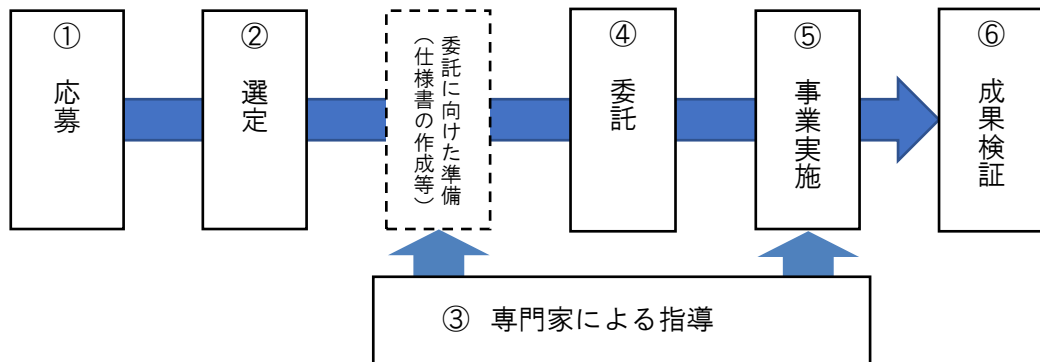 ①
応募
②
選定
委託に向けた準備
（仕様書の作成等）
④
委託
⑤
事業実施
⑥
成果検証
③ 専門家による指導